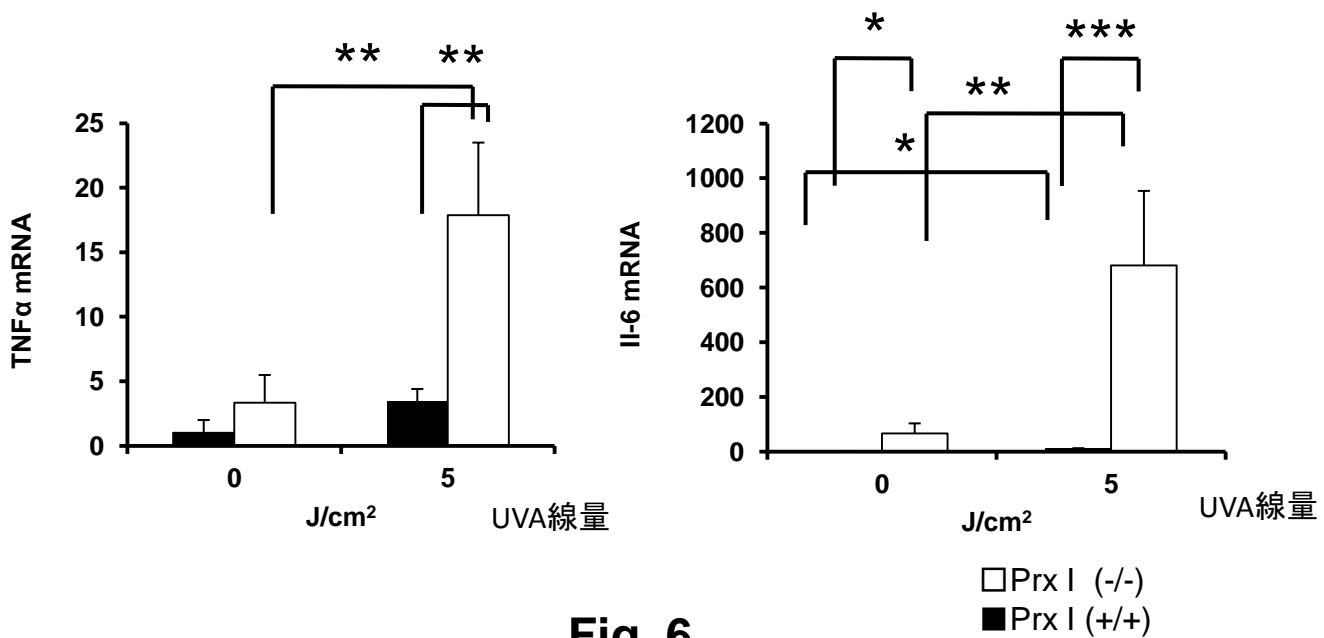 ** **
25
20
15
10
5
0
TNFα mRNA
0 5
J/cm² UVA線量
* ***
**
*
1200
1000
800
600
400
200
0
Il-6 mRNA
0 5
J/cm² UVA線量
□Prx I (-/-)
■Prx I (+/+)
Fig. 6